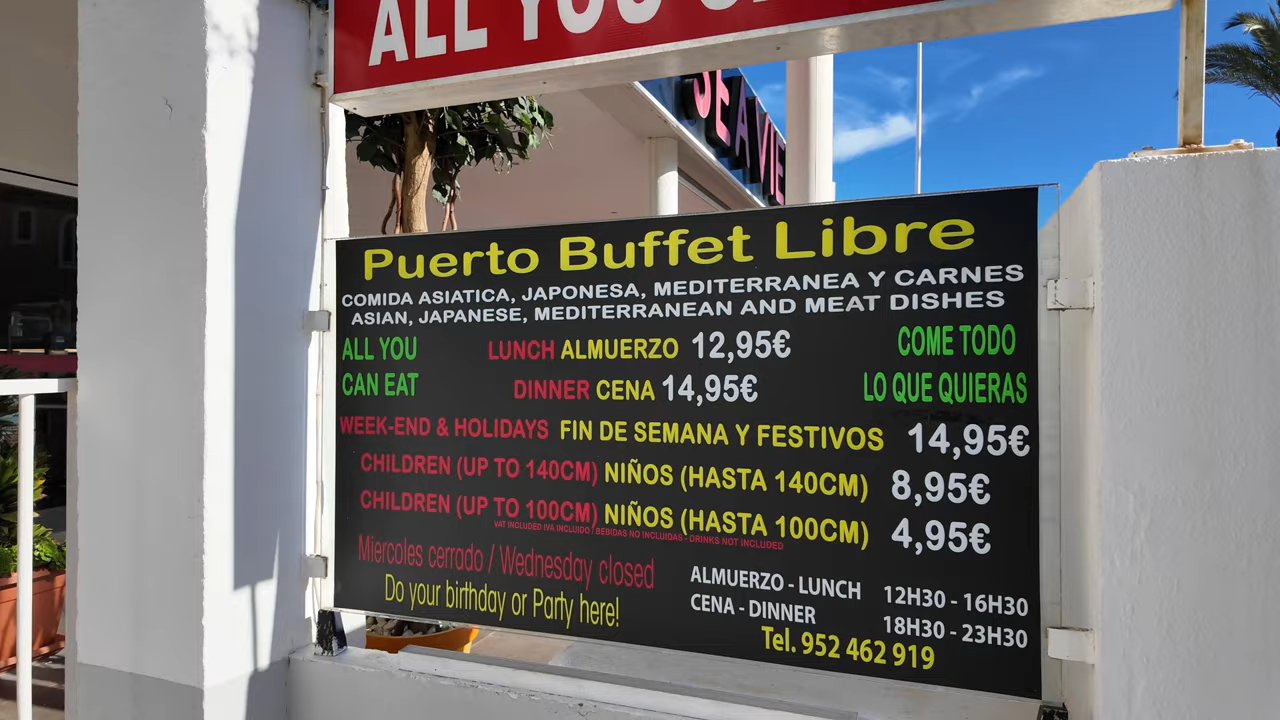 ALL YOU
SEAVIE
Puerto Buffet Libre
COMIDA ASIATICA, JAPONESA, MEDITERRANEA Y CARNES
ASIAN, JAPANESE, MEDITERRANEAN AND MEAT DISHES
ALL YOU LUNCH ALMUERZO 12,95€ COME TODO
CAN EAT DINNER CENA 14,95€ LO QUE QUIERAS
WEEK-END & HOLIDAYS FIN DE SEMANA Y FESTIVOS 14,95€
CHILDREN (UP TO 140CM) NIÑOS (HASTA 140CM) 8,95€
CHILDREN (UP TO 100CM) NIÑOS (HASTA 100CM) 4,95€
VAT INCLUDED IVA INCLUIDO / BEBIDAS NO INCLUIDAS - DRINKS NOT INCLUDED
Miercoles cerrado / Wednesday closed
Do your birthday or Party here!
ALMUERZO - LUNCH 12H30 - 16H30
CENA - DINNER 18H30 - 23H30
Tel. 952 462 919